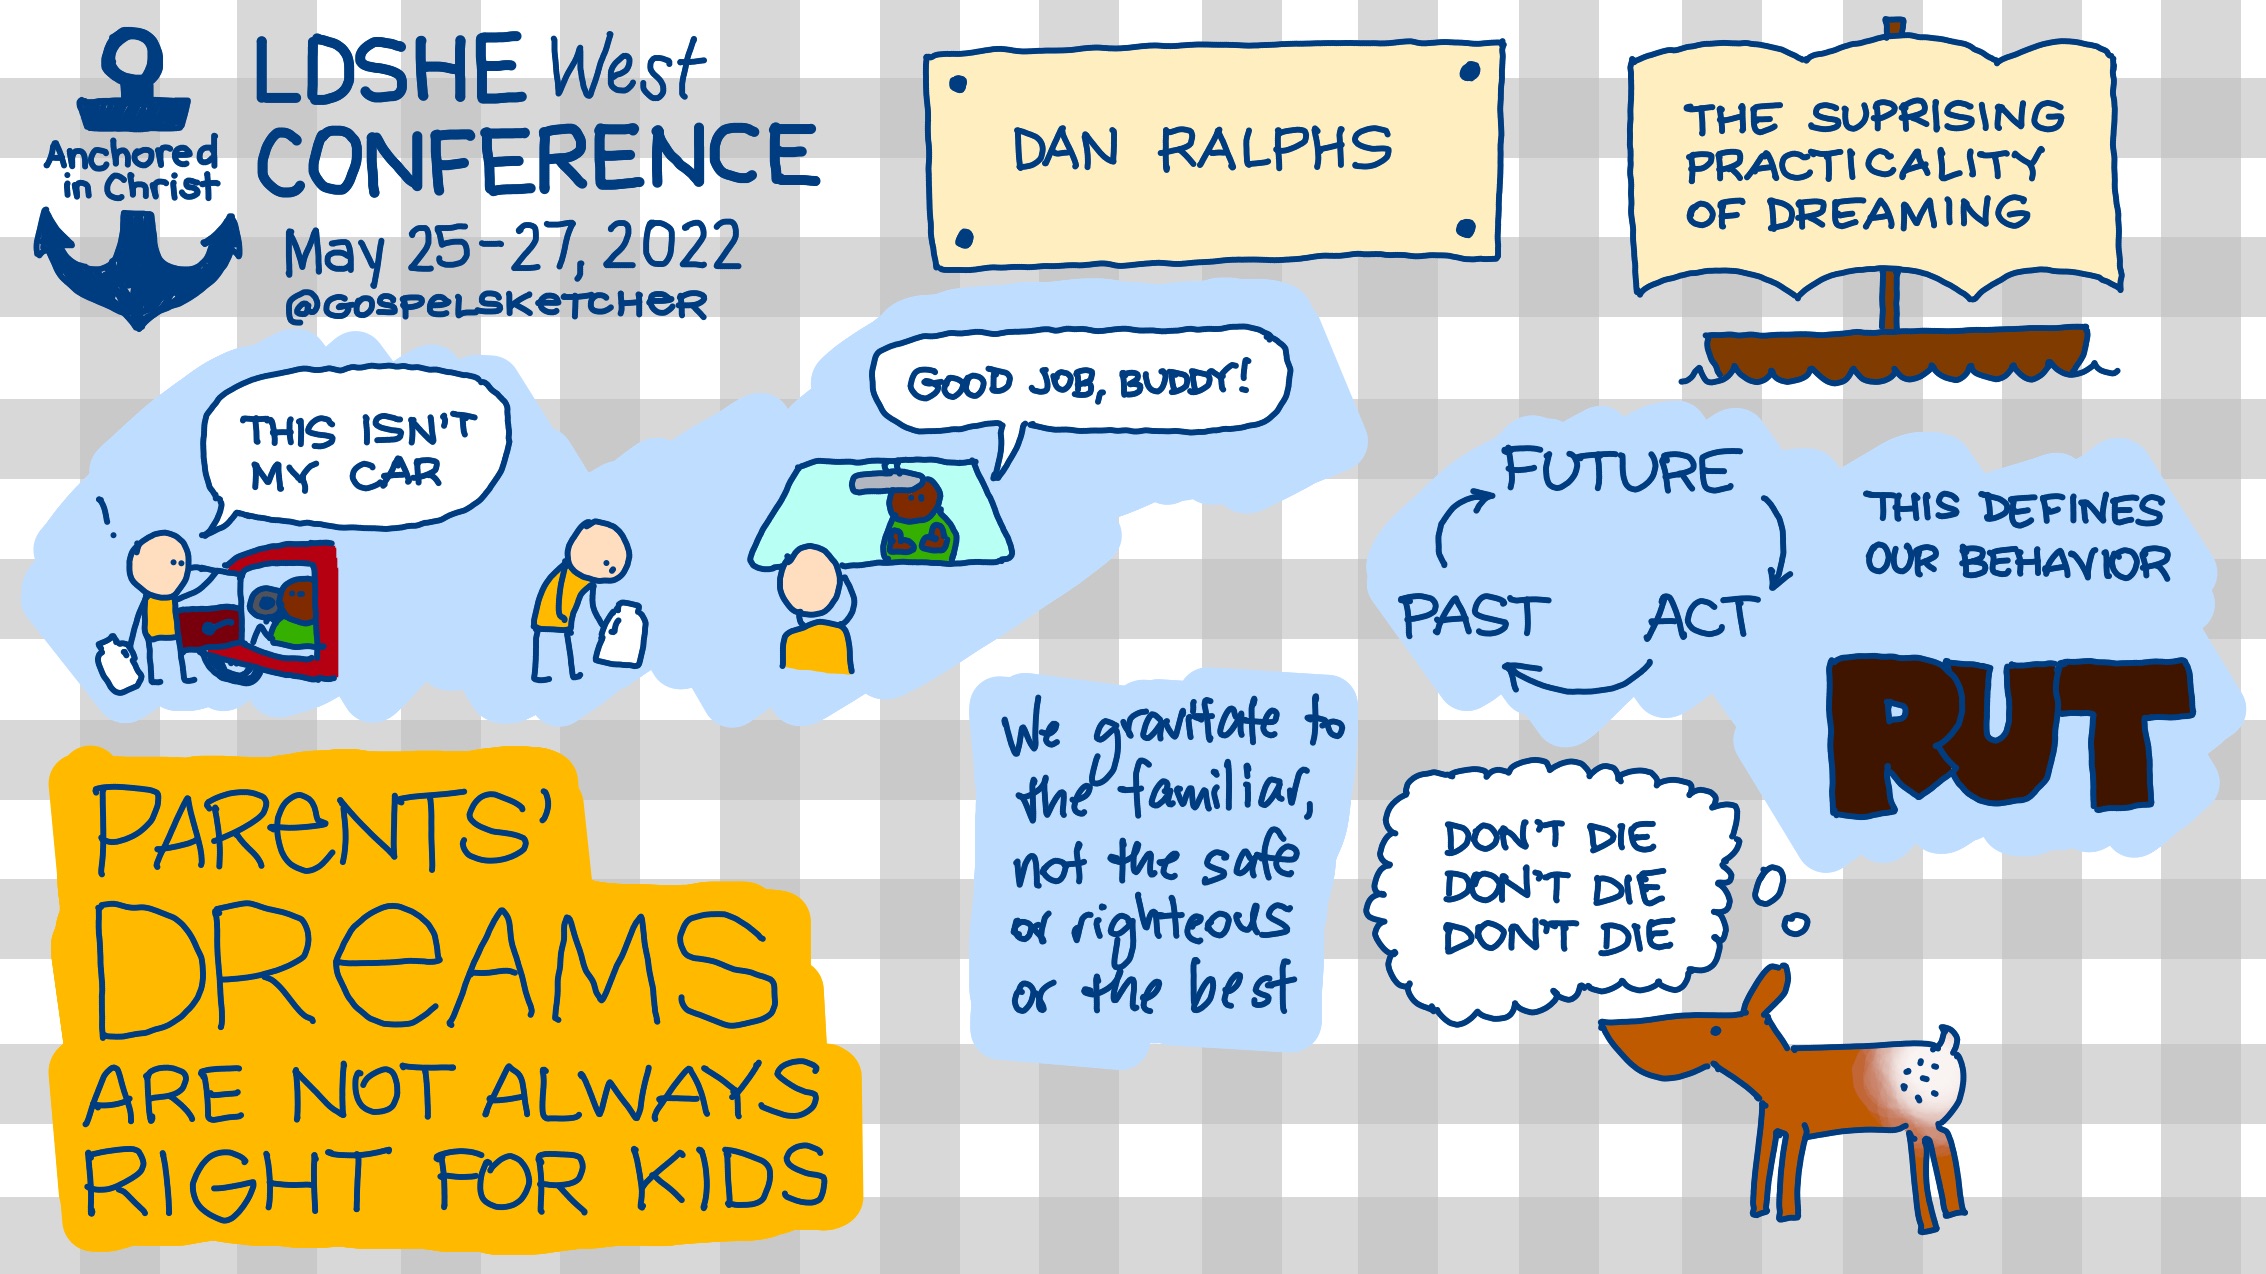 LDSHE West
CONFERENCE
May 25-27, 2022
@GOSPELSKETCHER
Anchored
in Christ
DAN RALPHS
THE SUPRISING
PRACTICALITY
OF DREAMING
!
THIS ISN'T
MY CAR
GOOD JOB, BUDDY!
FUTURE
PAST ACT
THIS DEFINES
OUR BEHAVIOR
RUT
PARENTS'
DREAMS
ARE NOT ALWAYS
RIGHT FOR KIDS
We gravitate to
the familiar,
not the safe
or righteous
or the best
DON'T DIE
DON'T DIE
DON'T DIE